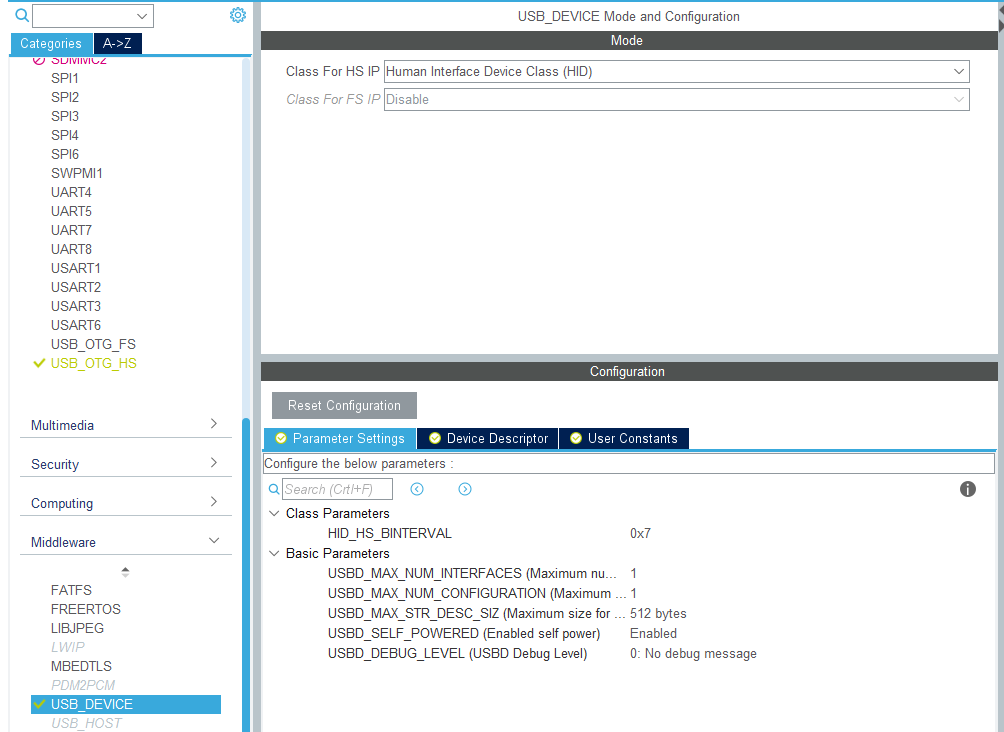 USB_DEVICE Mode and Configuration
Categories A->Z
SDMMC2
SPI1
SPI2
SPI3
SPI4
SPI6
SWPMI1
UART4
UART5
UART7
UART8
USART1
USART2
USART3
USART6
USB_OTG_FS
USB_OTG_HS
Multimedia
Security
Computing
Middleware
FATFS
FREERTOS
LIBJPEG
LWIP
MBEDTLS
PDM2PCM
USB_DEVICE
USB_HOST
Mode
Class For HS IP Human Interface Device Class (HID)
Class For FS IP Disable
Configuration
Reset Configuration
Parameter Settings Device Descriptor User Constants
Configure the below parameters :
Search (CrtI+F)
Class Parameters
HID_HS_BINTERVAL 0x7
Basic Parameters
USBD_MAX_NUM_INTERFACES (Maximum nu... 1
USBD_MAX_NUM_CONFIGURATION (Maximum ... 1
USBD_MAX_STR_DESC_SIZ (Maximum size for ... 512 bytes
USBD_SELF_POWERED (Enabled self power) Enabled
USBD_DEBUG_LEVEL (USBD Debug Level) 0: No debug message